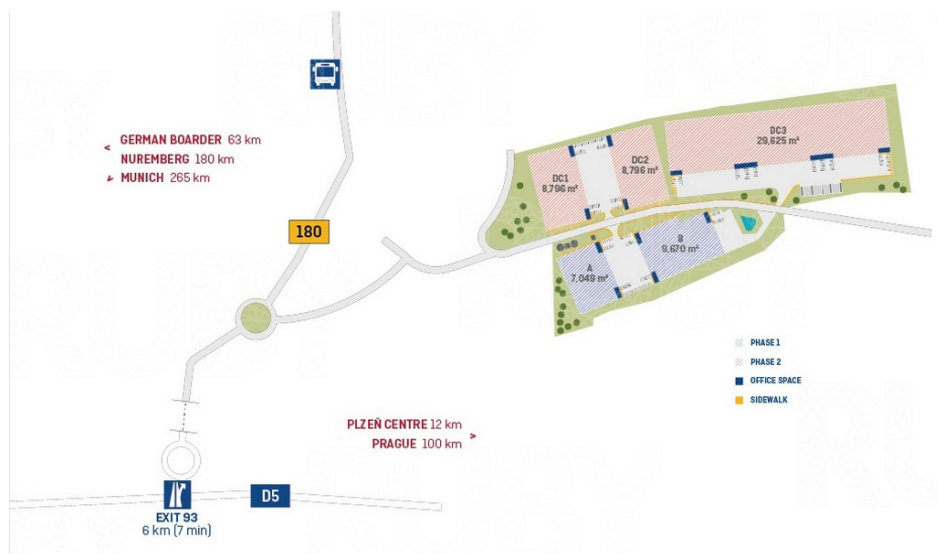 GERMAN BOARDER 63 km
NUREMBERG 180 km
MUNICH 265 km
180
DC1
8,796 m²
DC2
8,796 m²
DC3
29,625 m²
A
7,049 m²
B
9,670 m²
PHASE 1
PHASE 2
OFFICE SPACE
SIDEWALK
PLZEŇ CENTRE 12 km
PRAGUE 100 km
D5
EXIT 93
6 km (7 min)